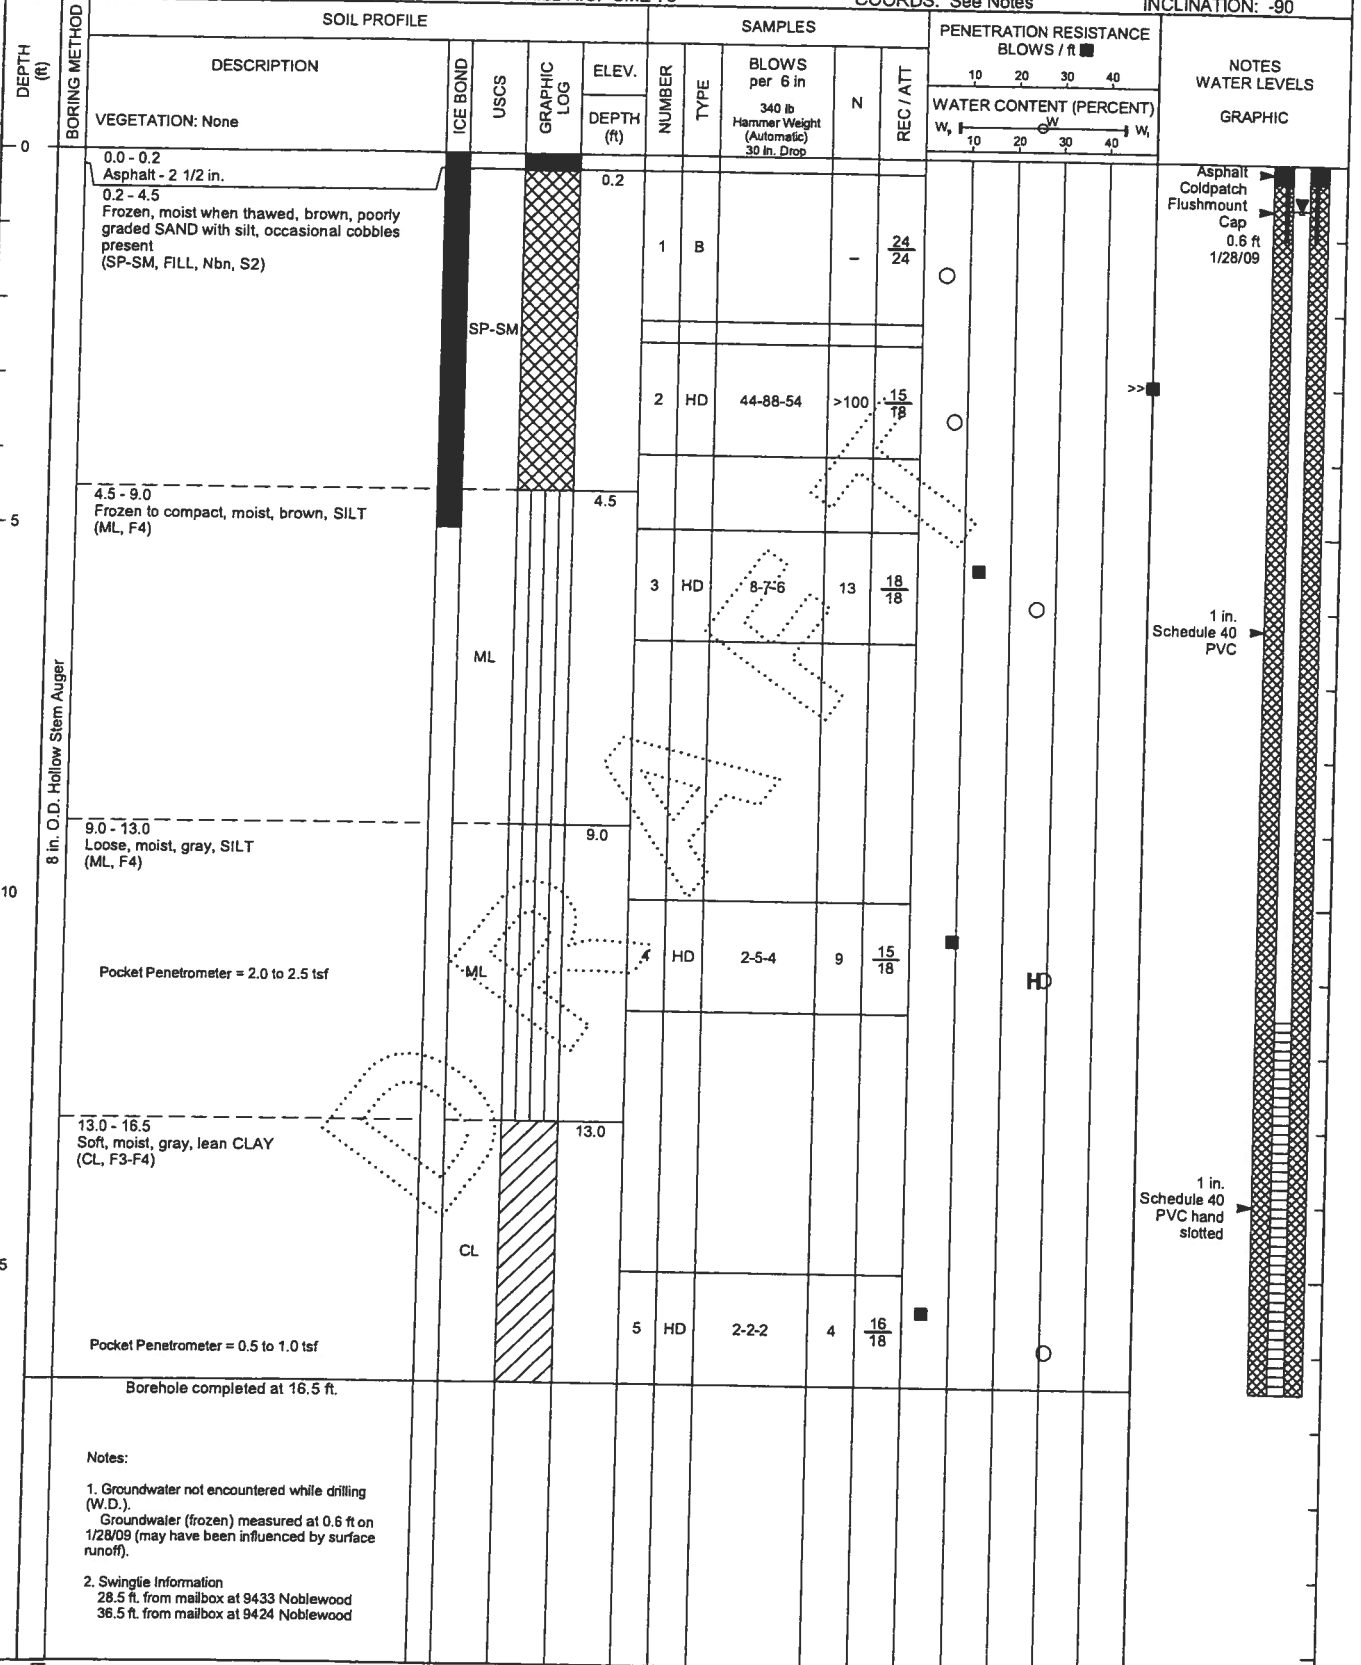 COORDS: See Notes
INCLINATION: -90
DEPTH (ft)
BORING METHOD
SOIL PROFILE
SAMPLES
PENETRATION RESISTANCE
BLOWS / ft ■
10 20 30 40
WATER CONTENT (PERCENT)
Wp W Wl
10 20 30 40
NOTES
WATER LEVELS
GRAPHIC
DESCRIPTION
VEGETATION: None
ICE BOND
USCS
GRAPHIC LOG
ELEV.
DEPTH
(ft)
NUMBER
TYPE
BLOWS
per 6 in
340 lb
Hammer Weight
(Automatic)
30 in. Drop
N
REC / ATT
0
0.0 - 0.2
Asphalt - 2 1/2 in.
0.2
0.2 - 4.5
Frozen, moist when thawed, brown, poorly
graded SAND with silt, occasional cobbles
present
(SP-SM, FILL, Nbn, S2)
SP-SM
1 B – 24/24
Asphalt
Coldpatch
Flushmount
Cap
0.6 ft
1/28/09
2 HD 44-88-54 >100 15/18
>>
4.5 - 9.0
Frozen to compact, moist, brown, SILT
(ML, F4)
4.5
5
ML
3 HD 8-7-6 13 18/18
1 in.
Schedule 40
PVC
8 in. O.D. Hollow Stem Auger
9.0 - 13.0
Loose, moist, gray, SILT
(ML, F4)
9.0
10
Pocket Penetrometer = 2.0 to 2.5 tsf
ML
4 HD 2-5-4 9 15/18
13.0 - 16.5
Soft, moist, gray, lean CLAY
(CL, F3-F4)
13.0
CL
1 in.
Schedule 40
PVC hand
slotted
5
5 HD 2-2-2 4 16/18
Pocket Penetrometer = 0.5 to 1.0 tsf
Borehole completed at 16.5 ft.
Notes:
1. Groundwater not encountered while drilling
(W.D.).
Groundwater (frozen) measured at 0.6 ft on
1/28/09 (may have been influenced by surface
runoff).
2. Swingtie Information
28.5 ft. from mailbox at 9433 Noblewood
36.5 ft. from mailbox at 9424 Noblewood
DRAFT